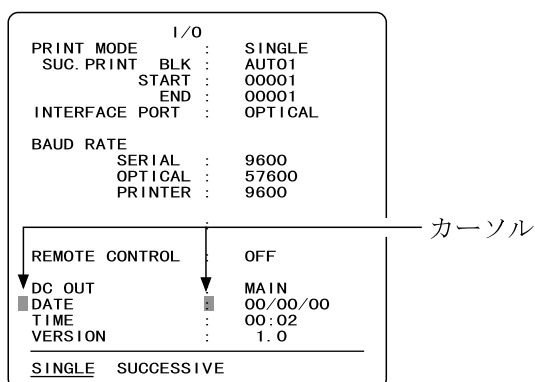 I/O
PRINT MODE : SINGLE
SUC.PRINT BLK : AUTO1
START : 00001
END : 00001
INTERFACE PORT : OPTICAL
BAUD RATE
SERIAL : 9600
OPTICAL : 57600
PRINTER : 9600
:
カーソル
REMOTE CONTROL : OFF
DC OUT : MAIN
DATE : 00/00/00
TIME : 00:02
VERSION : 1.0
SINGLE SUCCESSIVE